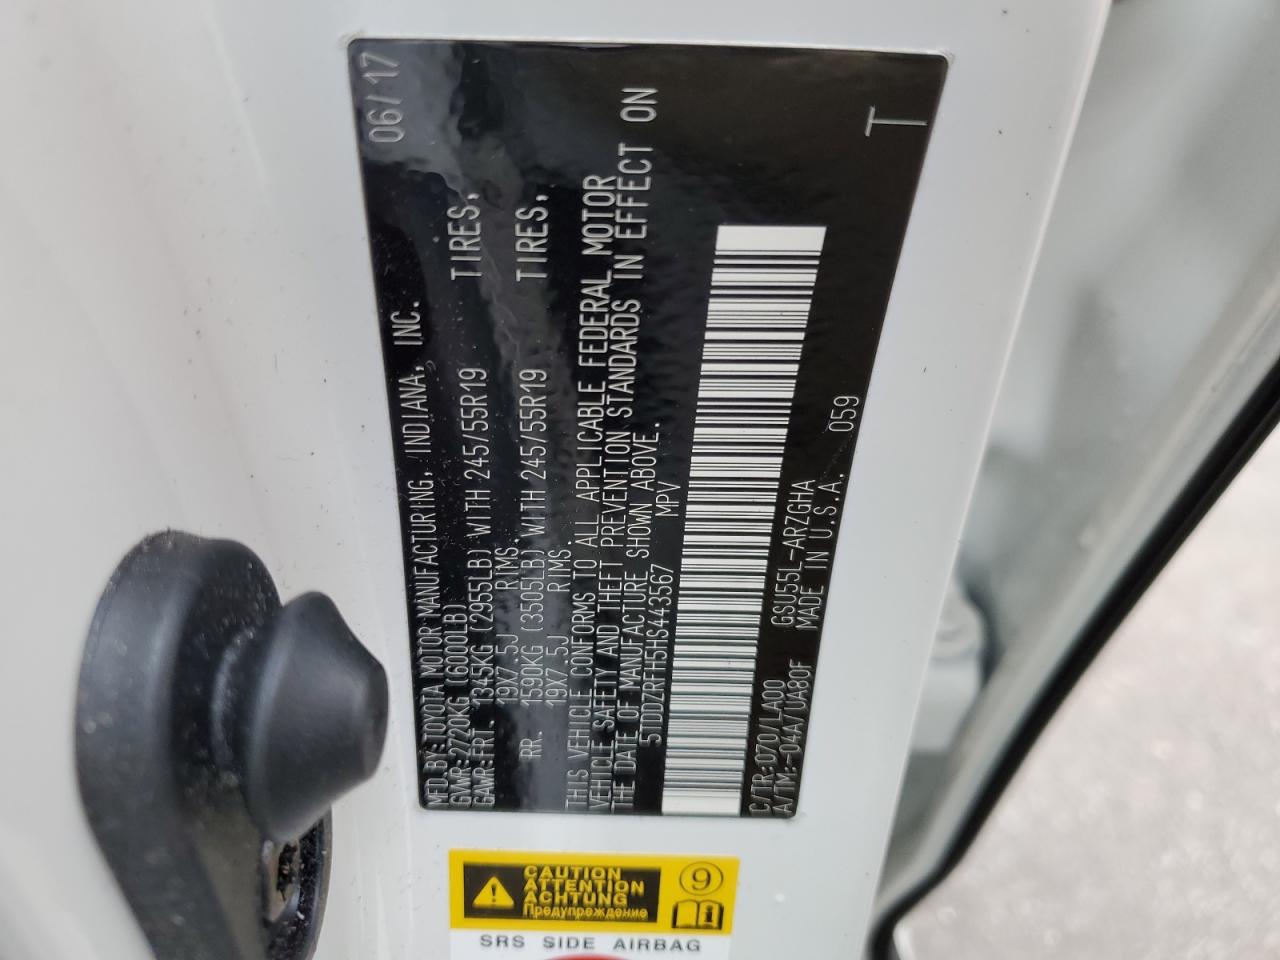 MFD.BY:TOYOTA MOTOR MANUFACTURING, INDIANA, INC. 06/17
GVWR:2720KG (6000LB)
GAWR:FRT. 1345KG (2955LB) WITH 245/55R19 TIRES,
19X7.5J RIMS.
RR. 1590KG (3505LB) WITH 245/55R19 TIRES,
19X7.5J RIMS.
THIS VEHICLE CONFORMS TO ALL APPLICABLE FEDERAL MOTOR
VEHICLE SAFETY AND THEFT PREVENTION STANDARDS IN EFFECT ON
THE DATE OF MANUFACTURE SHOWN ABOVE.
5TDDZRFH5HS443567 MPV
C/TR:070/LA00 GSU55L-ARZGHA
A/TM:-04A/UA80F MADE IN U.S.A. 059
T
CAUTION
ATTENTION
ACHTUNG
Предупреждение
9
i
SRS SIDE AIRBAG